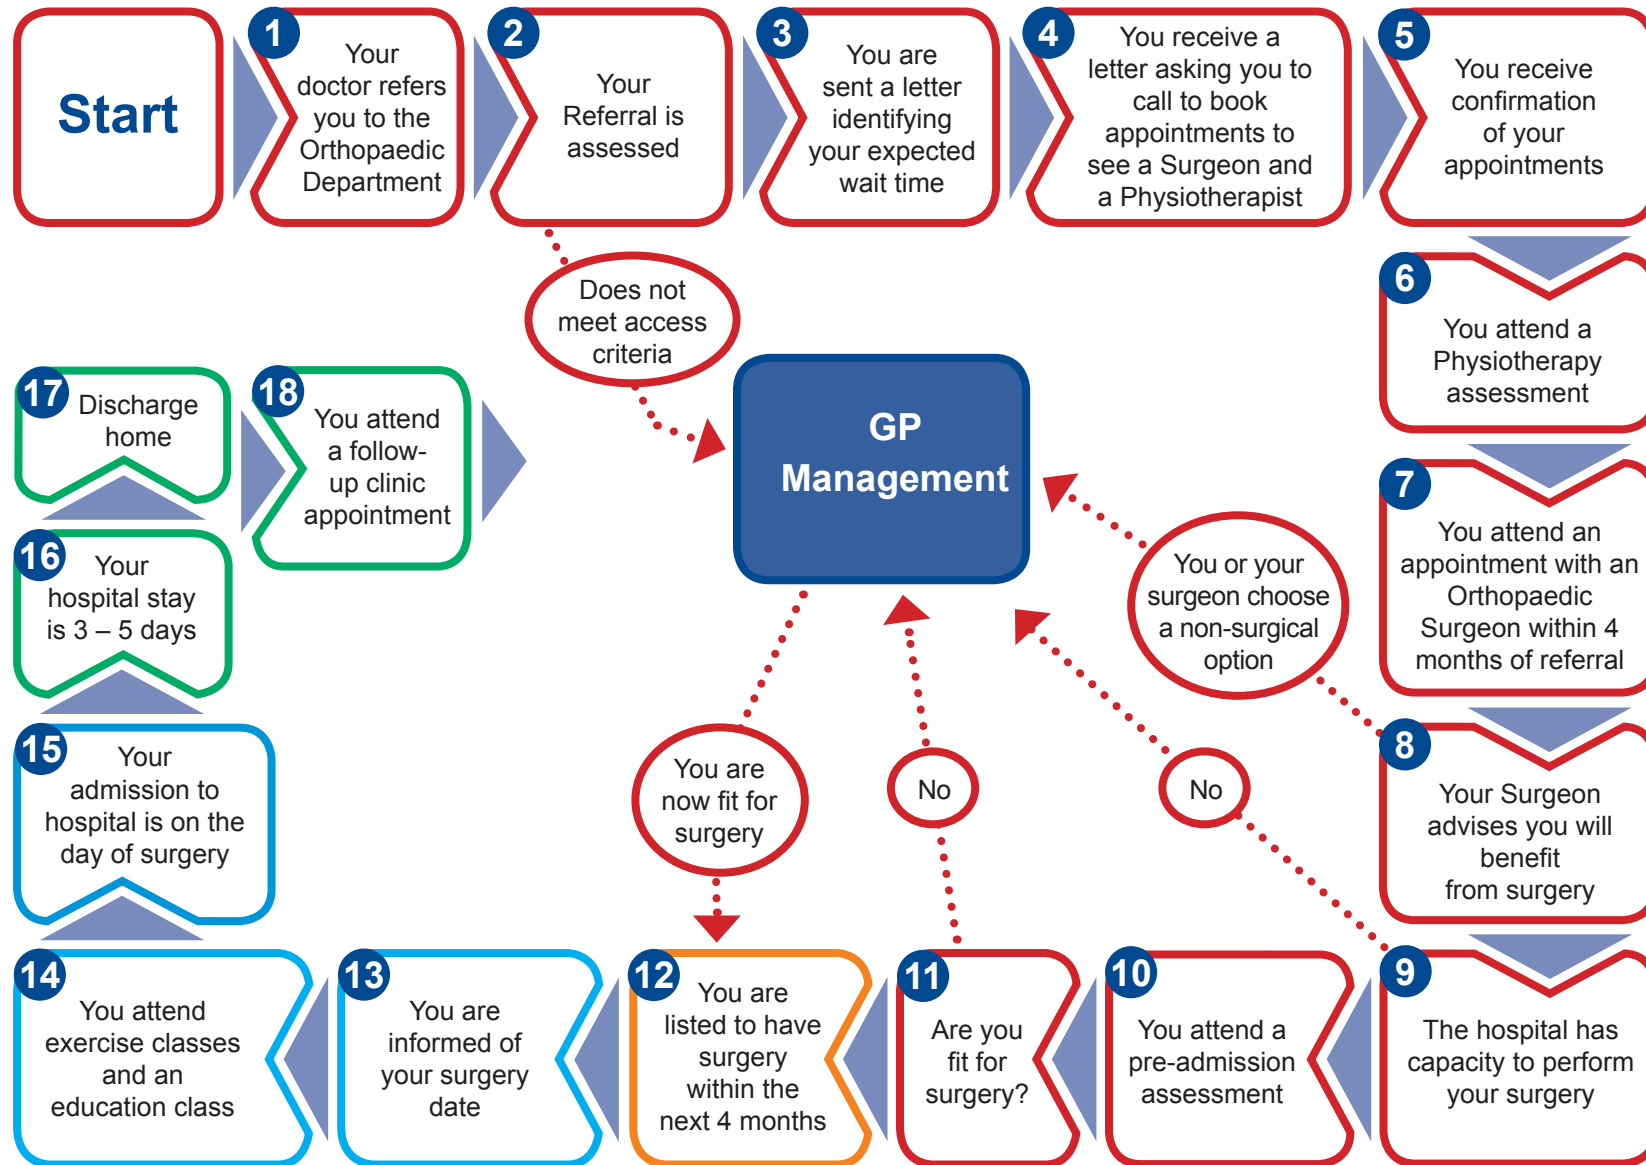 Start
1
Your
doctor refers
you to the
Orthopaedic
Department
2
Your
Referral is
assessed
3
You are
sent a letter
identifying
your expected
wait time
4
You receive a
letter asking you to
call to book
appointments to
see a Surgeon and
a Physiotherapist
5
You receive
confirmation
of your
appointments
Does not
meet access
criteria
6
You attend a
Physiotherapy
assessment
GP
Management
7
You attend an
appointment with an
Orthopaedic
Surgeon within 4
months of referral
You or your
surgeon choose
a non-surgical
option
8
Your Surgeon
advises you will
benefit
from surgery
No
No
You are
now fit for
surgery
9
The hospital has
capacity to perform
your surgery
10
You attend a
pre-admission
assessment
11
Are you
fit for
surgery?
12
You are
listed to have
surgery
within the
next 4 months
13
You are
informed of
your surgery
date
14
You attend
exercise classes
and an
education class
15
Your
admission to
hospital is on the
day of surgery
16
Your
hospital stay
is 3 – 5 days
17
Discharge
home
18
You attend
a follow-
up clinic
appointment